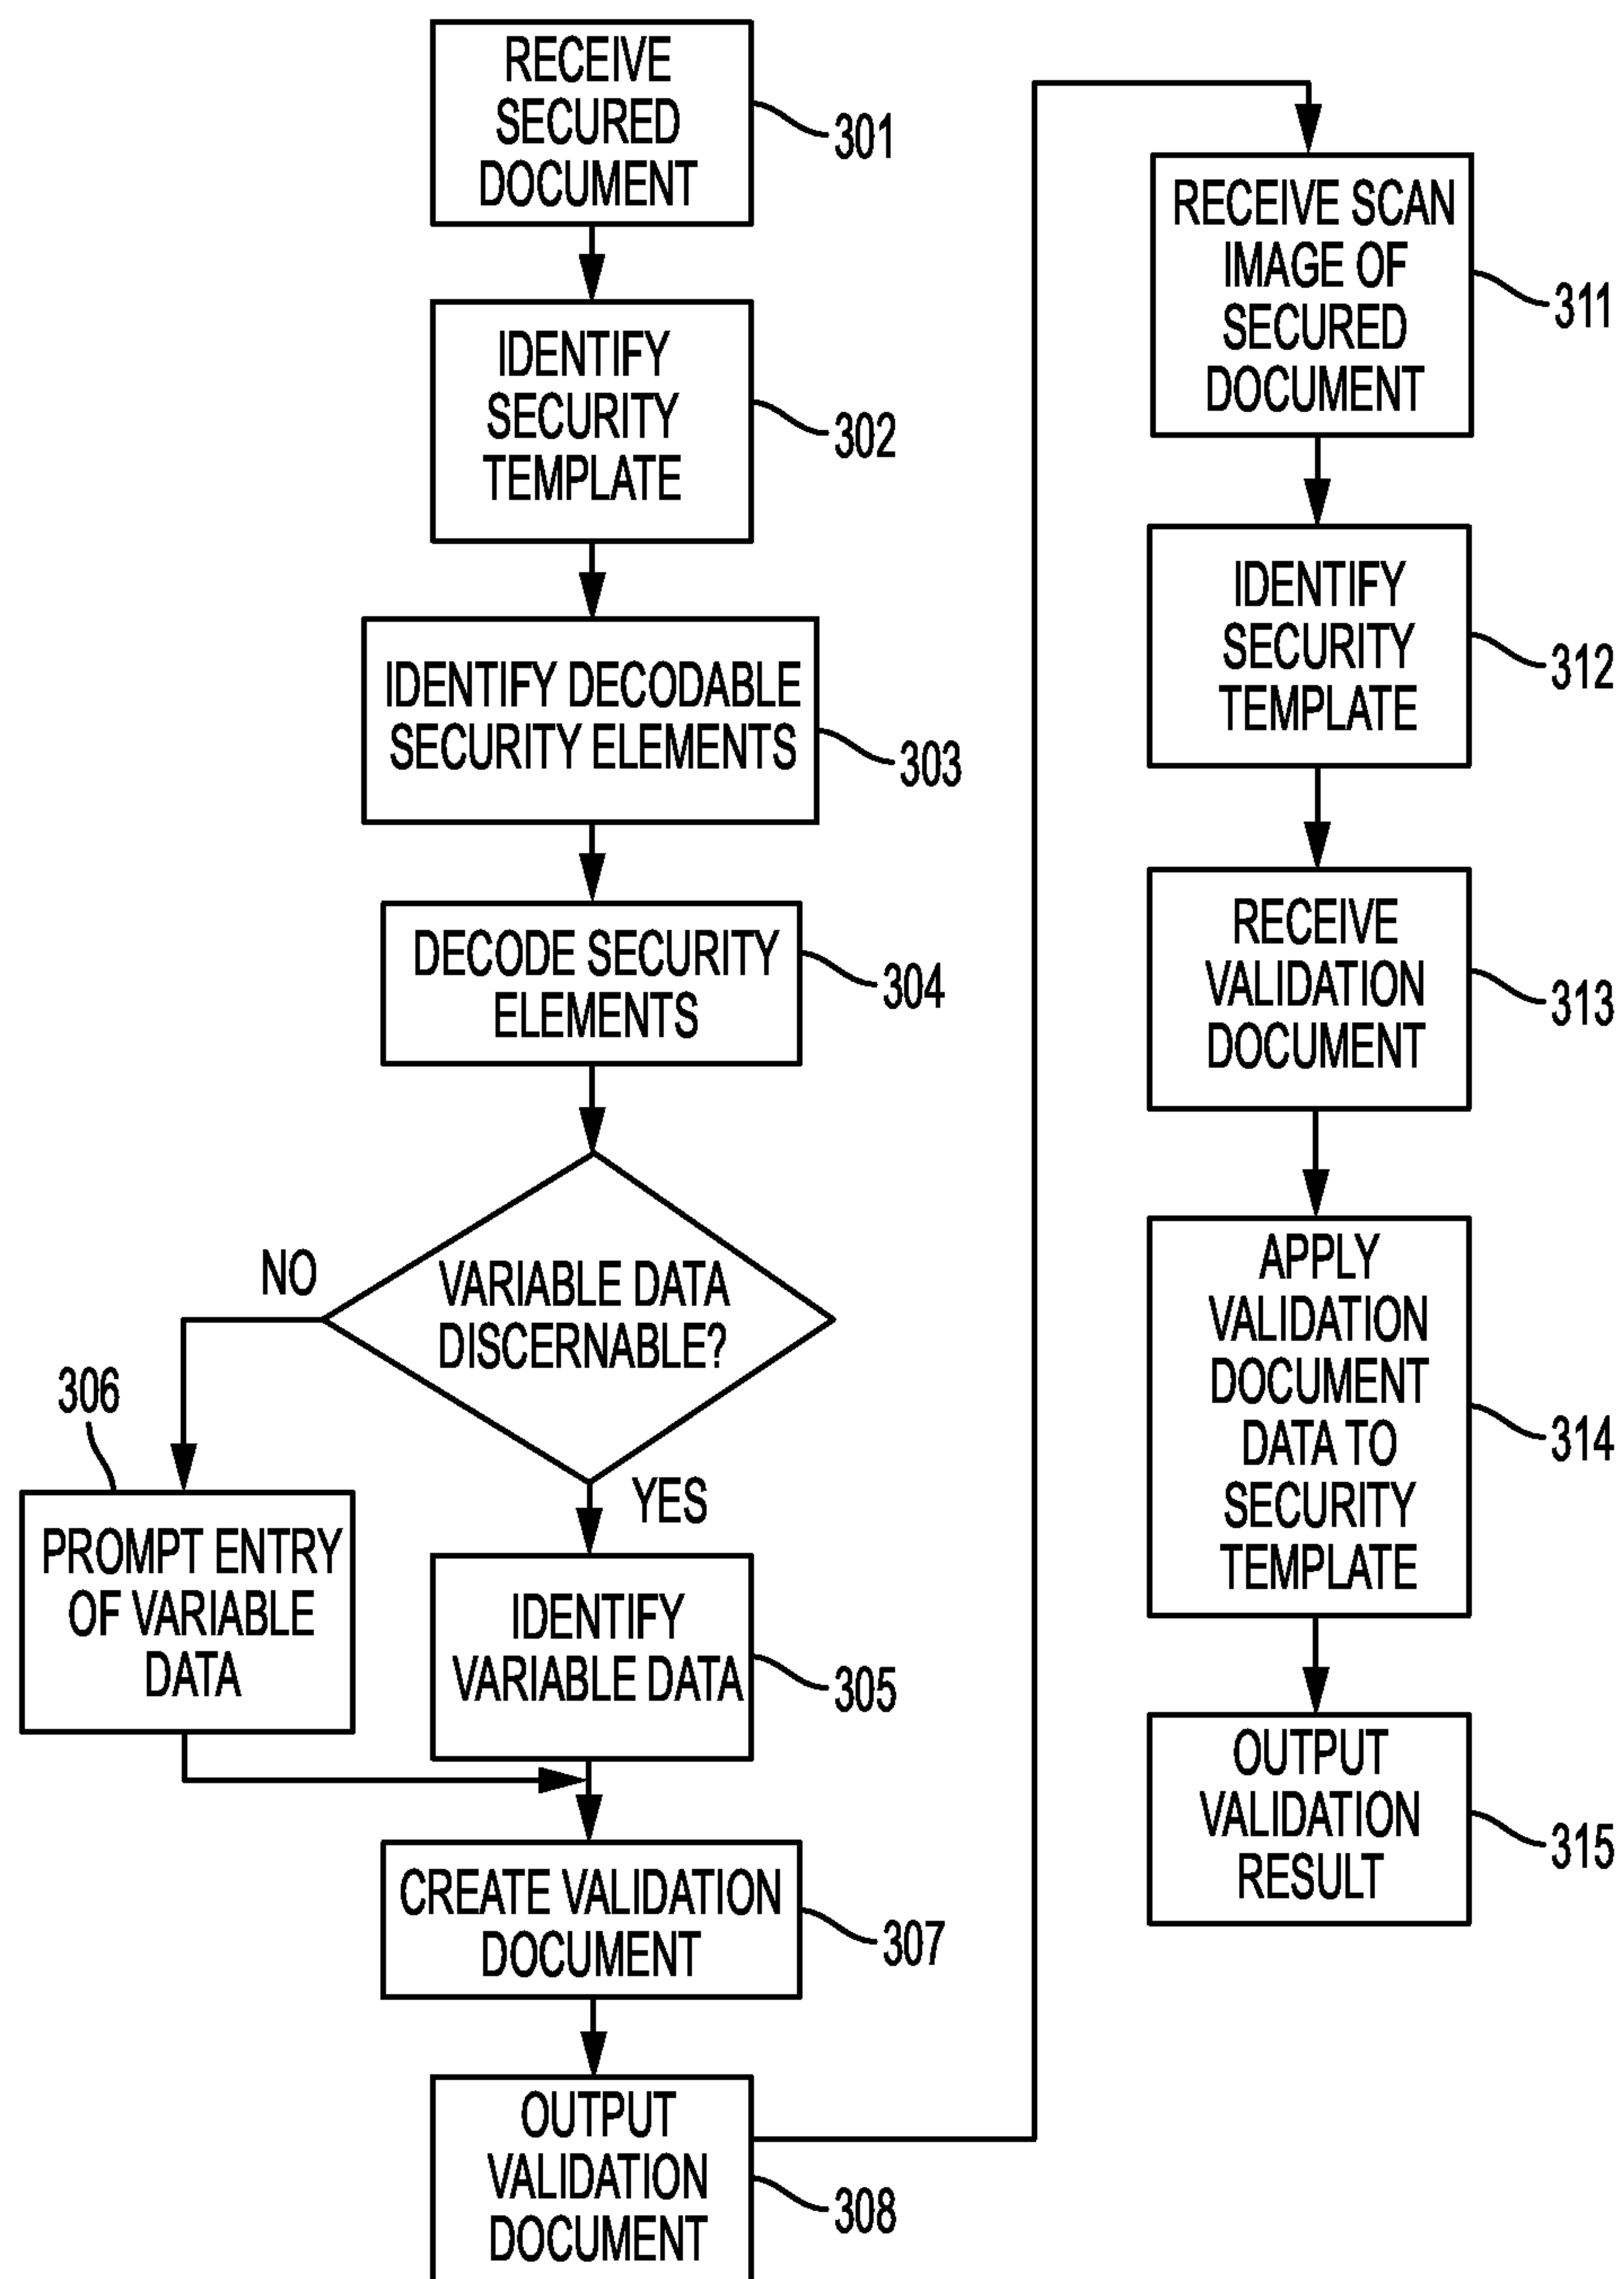 RECEIVE
SECURED
DOCUMENT
301
IDENTIFY
SECURITY
TEMPLATE
302
IDENTIFY DECODABLE
SECURITY ELEMENTS
303
DECODE SECURITY
ELEMENTS
304
VARIABLE DATA
DISCERNABLE?
NO
YES
306
PROMPT ENTRY
OF VARIABLE
DATA
IDENTIFY
VARIABLE DATA
305
CREATE VALIDATION
DOCUMENT
307
OUTPUT
VALIDATION
DOCUMENT
308
RECEIVE SCAN
IMAGE OF
SECURED
DOCUMENT
311
IDENTIFY
SECURITY
TEMPLATE
312
RECEIVE
VALIDATION
DOCUMENT
313
APPLY
VALIDATION
DOCUMENT
DATA TO
SECURITY
TEMPLATE
314
OUTPUT
VALIDATION
RESULT
315